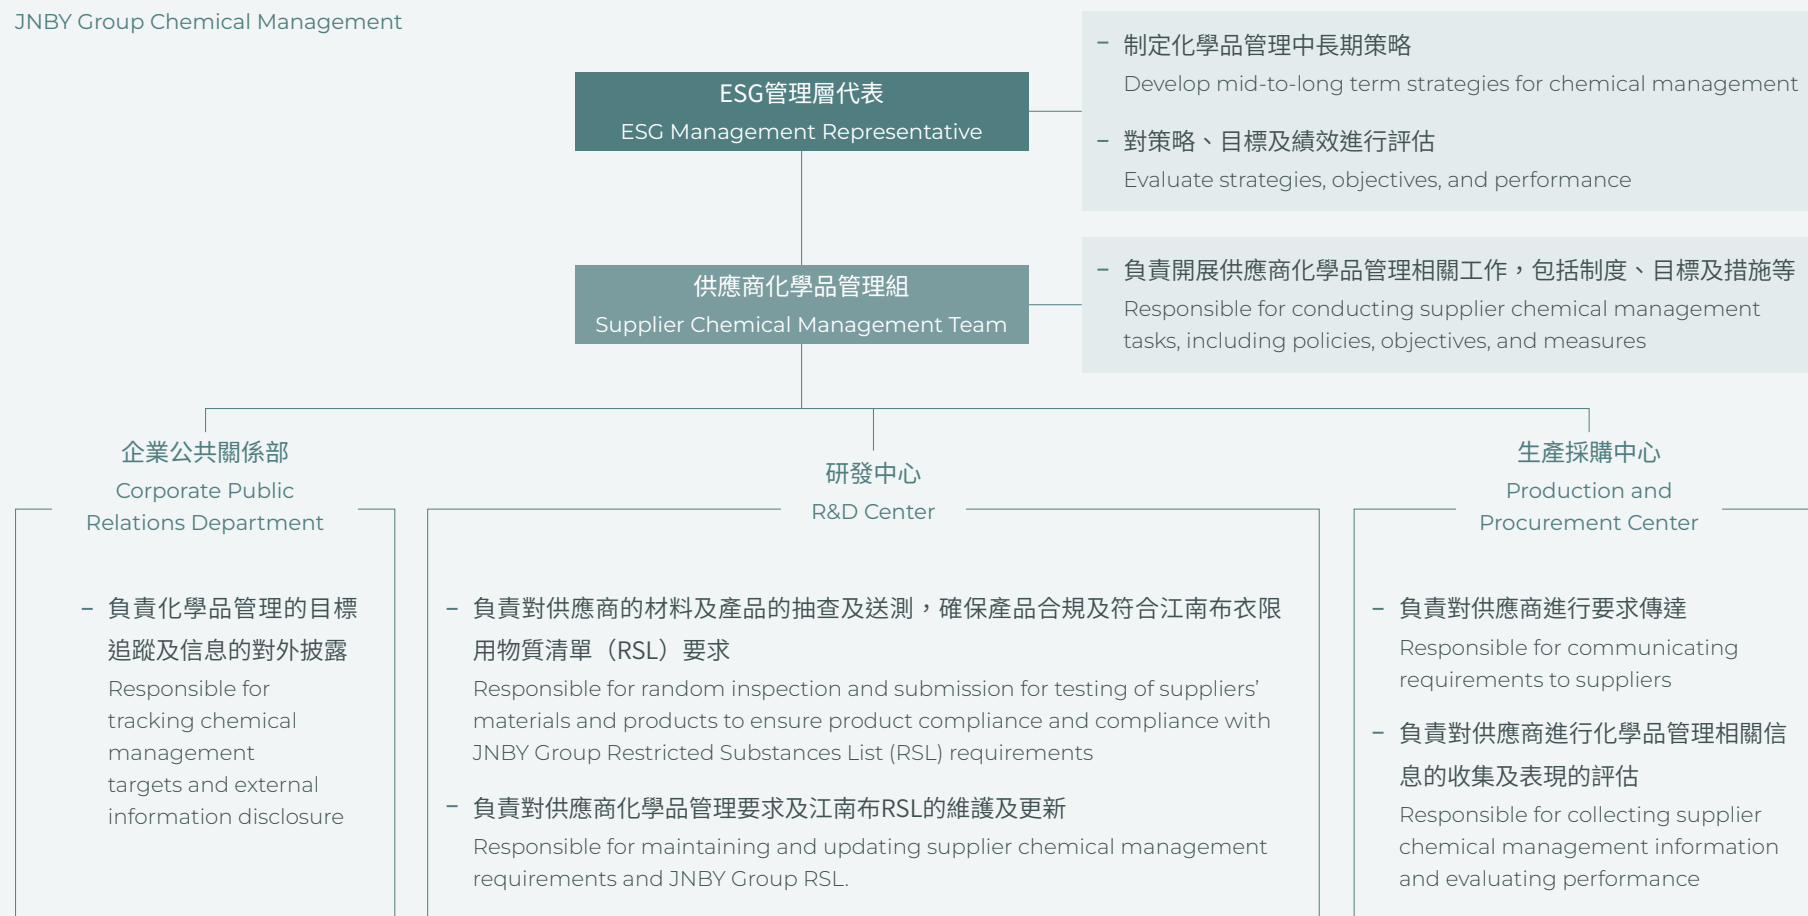 JNBY Group Chemical Management
ESG管理層代表
ESG Management Representative
– 制定化學品管理中長期策略
Develop mid-to-long term strategies for chemical management
– 對策略、目標及績效進行評估
Evaluate strategies, objectives, and performance
供應商化學品管理組
Supplier Chemical Management Team
– 負責開展供應商化學品管理相關工作，包括制度、目標及措施等
Responsible for conducting supplier chemical management
tasks, including policies, objectives, and measures
企業公共關係部
Corporate Public
Relations Department
– 負責化學品管理的目標
追蹤及信息的對外披露
Responsible for
tracking chemical
management
targets and external
information disclosure
研發中心
R&D Center
– 負責對供應商的材料及產品的抽查及送測，確保產品合規及符合江南布衣限
用物質清單（RSL）要求
Responsible for random inspection and submission for testing of suppliers’
materials and products to ensure product compliance and compliance with
JNBY Group Restricted Substances List (RSL) requirements
– 負責對供應商化學品管理要求及江南布RSL的維護及更新
Responsible for maintaining and updating supplier chemical management
requirements and JNBY Group RSL.
生產採購中心
Production and
Procurement Center
– 負責對供應商進行要求傳達
Responsible for communicating
requirements to suppliers
– 負責對供應商進行化學品管理相關信
息的收集及表現的評估
Responsible for collecting supplier
chemical management information
and evaluating performance